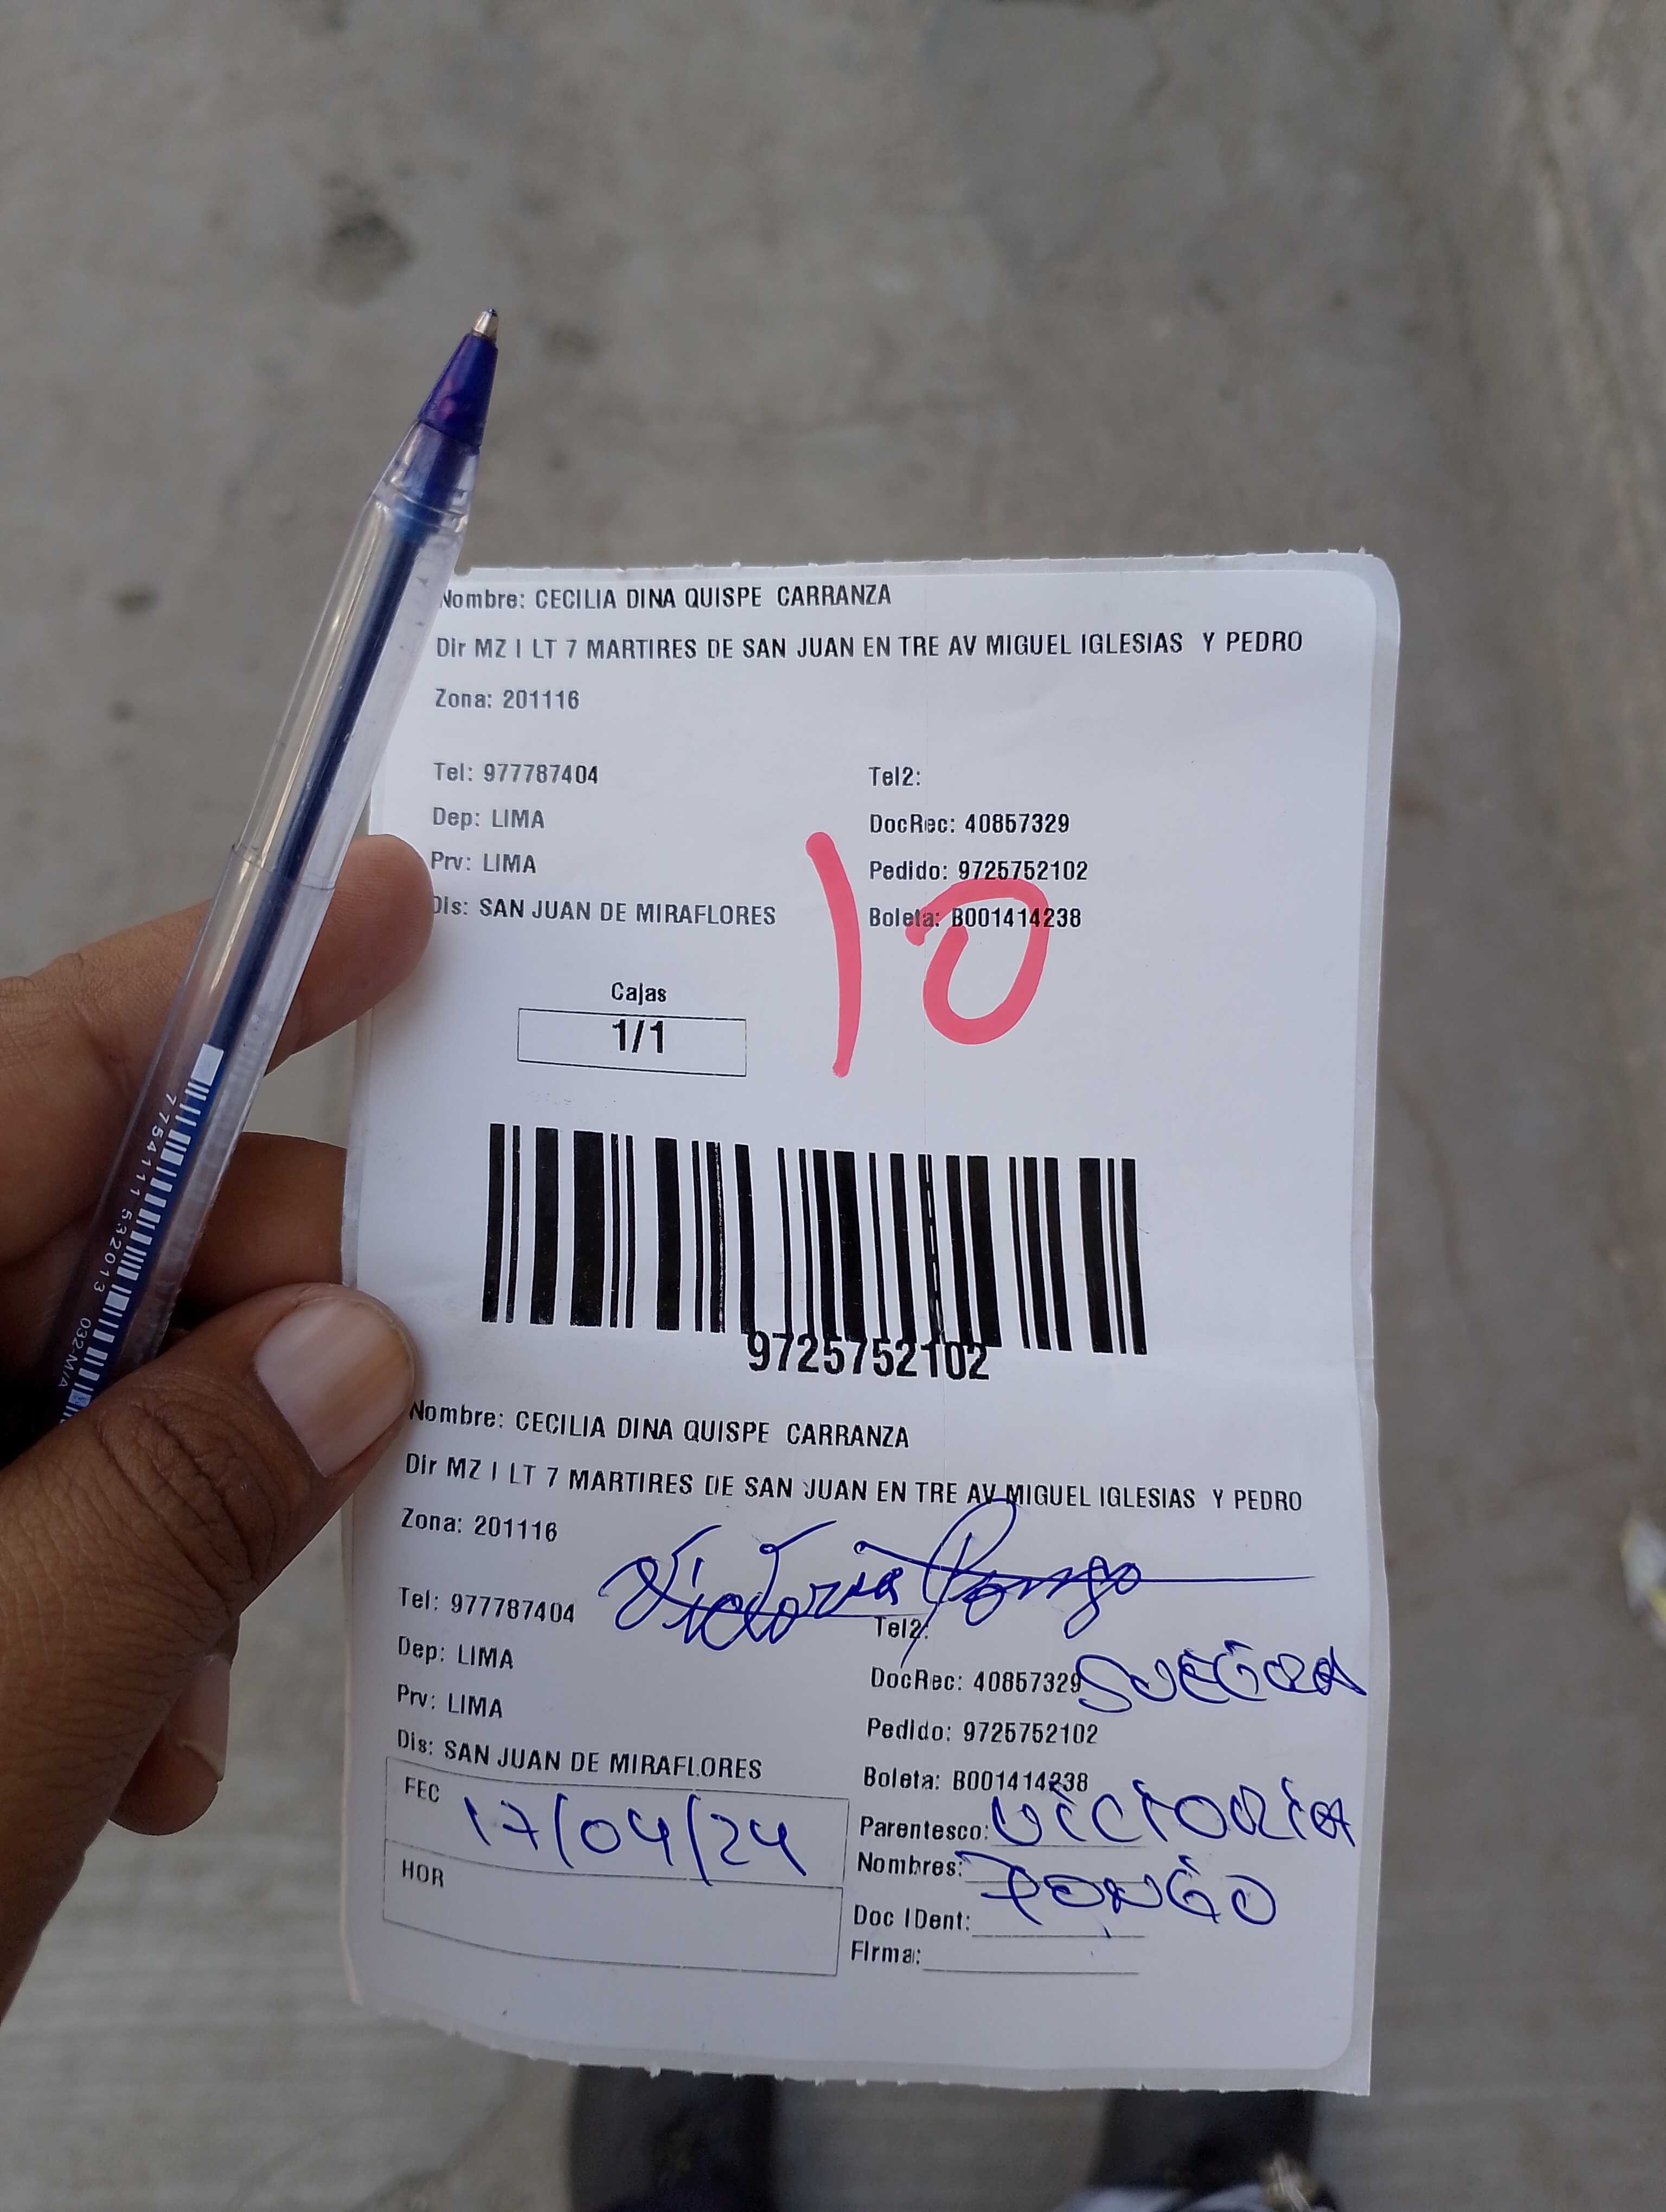 Nombre: CECILIA DINA QUISPE CARRANZA
Dir MZ I LT 7 MARTIRES DE SAN JUAN EN TRE AV MIGUEL IGLESIAS Y PEDRO
Zona: 201116
Tel: 977787404 Tel2:
Dep: LIMA DocRec: 40857329
Prv: LIMA Pedido: 9725752102
Dis: SAN JUAN DE MIRAFLORES Boleta: B001414238
10
Cajas
1/1
9725752102
Nombre: CECILIA DINA QUISPE CARRANZA
Dir MZ I LT 7 MARTIRES DE SAN JUAN EN TRE AV MIGUEL IGLESIAS Y PEDRO
Zona: 201116
Victoria Pongo
Tel: 977787404 Tel2:
Dep: LIMA DocRec: 40857329 SUEGRA
Prv: LIMA Pedido: 9725752102
Dis: SAN JUAN DE MIRAFLORES Boleta: B001414238
FEC 17/04/24 Parentesco: VICTORIA
Nombres: PONGO
HOR Doc IDent:
Firma:
7 754111 532013 032-M/A